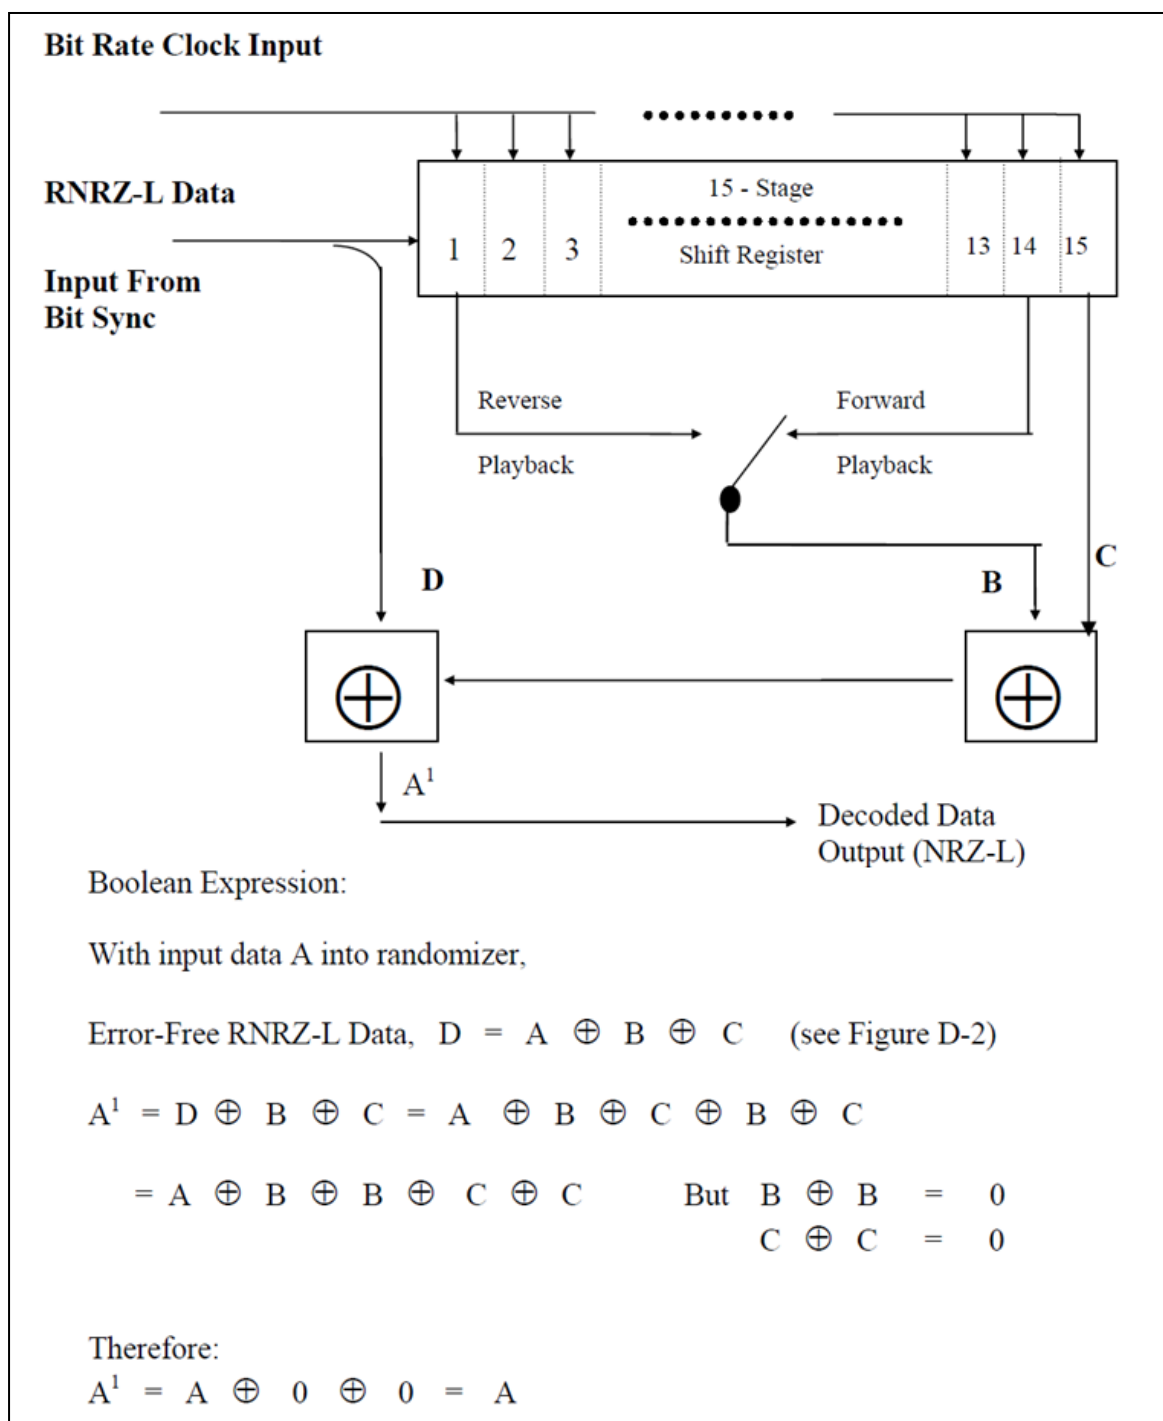 Bit Rate Clock Input
RNRZ-L Data
Input From
Bit Sync
15 - Stage
Shift Register
1 2 3 13 14 15
Reverse
Playback
Forward
Playback
D
B
C
⊕ ⊕
A¹
Decoded Data
Output (NRZ-L)
Boolean Expression:
With input data A into randomizer,
Error-Free RNRZ-L Data, D = A ⊕ B ⊕ C (see Figure D-2)
A¹ = D ⊕ B ⊕ C = A ⊕ B ⊕ C ⊕ B ⊕ C
= A ⊕ B ⊕ B ⊕ C ⊕ C But B ⊕ B = 0
C ⊕ C = 0
Therefore:
A¹ = A ⊕ 0 ⊕ 0 = A